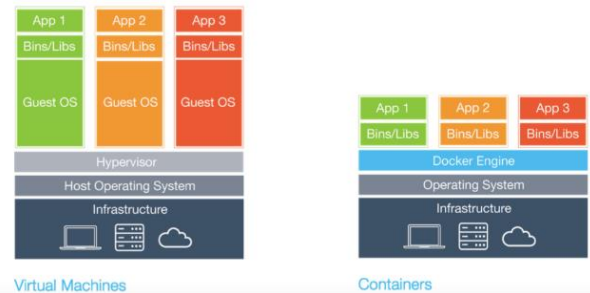 App 1 App 2 App 3
Bins/Libs Bins/Libs Bins/Libs
Guest OS Guest OS Guest OS
Hypervisor
Host Operating System
Infrastructure
Virtual Machines
App 1 App 2 App 3
Bins/Libs Bins/Libs Bins/Libs
Docker Engine
Operating System
Infrastructure
Containers